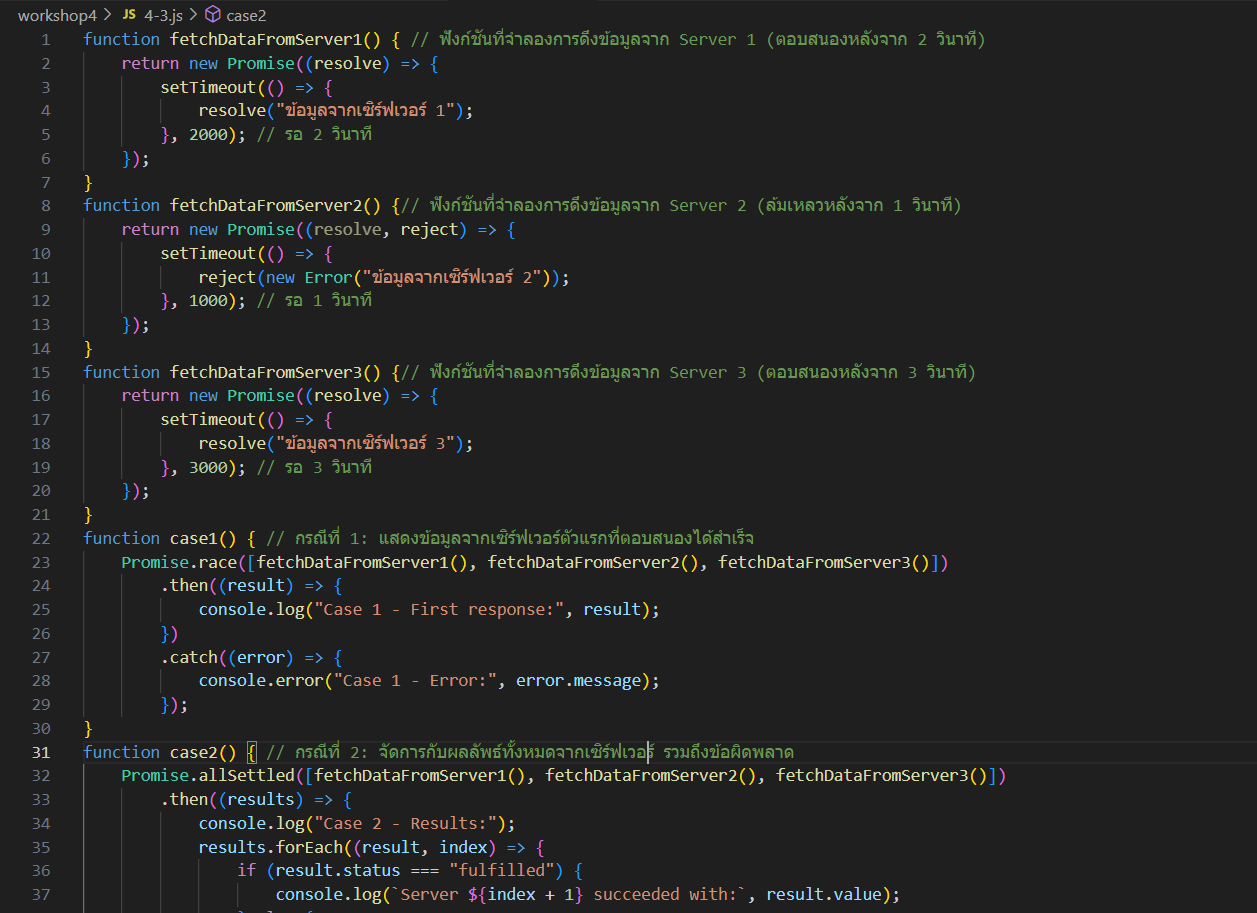 workshop4 > JS 4-3.js > case2
1 function fetchDataFromServer1() { // ฟังก์ชันที่จำลองการดึงข้อมูลจาก Server 1 (ตอบสนองหลังจาก 2 วินาที)
2 return new Promise((resolve) => {
3 setTimeout(() => {
4 resolve("ข้อมูลจากเซิร์ฟเวอร์ 1");
5 }, 2000); // รอ 2 วินาที
6 });
7 }
8 function fetchDataFromServer2() {// ฟังก์ชันที่จำลองการดึงข้อมูลจาก Server 2 (ล้มเหลวหลังจาก 1 วินาที)
9 return new Promise((resolve, reject) => {
10 setTimeout(() => {
11 reject(new Error("ข้อมูลจากเซิร์ฟเวอร์ 2"));
12 }, 1000); // รอ 1 วินาที
13 });
14 }
15 function fetchDataFromServer3() {// ฟังก์ชันที่จำลองการดึงข้อมูลจาก Server 3 (ตอบสนองหลังจาก 3 วินาที)
16 return new Promise((resolve) => {
17 setTimeout(() => {
18 resolve("ข้อมูลจากเซิร์ฟเวอร์ 3");
19 }, 3000); // รอ 3 วินาที
20 });
21 }
22 function case1() { // กรณีที่ 1: แสดงข้อมูลจากเซิร์ฟเวอร์ตัวแรกที่ตอบสนองได้สำเร็จ
23 Promise.race([fetchDataFromServer1(), fetchDataFromServer2(), fetchDataFromServer3()])
24 .then((result) => {
25 console.log("Case 1 - First response:", result);
26 })
27 .catch((error) => {
28 console.error("Case 1 - Error:", error.message);
29 });
30 }
31 function case2() { // กรณีที่ 2: จัดการกับผลลัพธ์ทั้งหมดจากเซิร์ฟเวอร์ รวมถึงข้อผิดพลาด
32 Promise.allSettled([fetchDataFromServer1(), fetchDataFromServer2(), fetchDataFromServer3()])
33 .then((results) => {
34 console.log("Case 2 - Results:");
35 results.forEach((result, index) => {
36 if (result.status === "fulfilled") {
37 console.log(`Server ${index + 1} succeeded with:`, result.value);